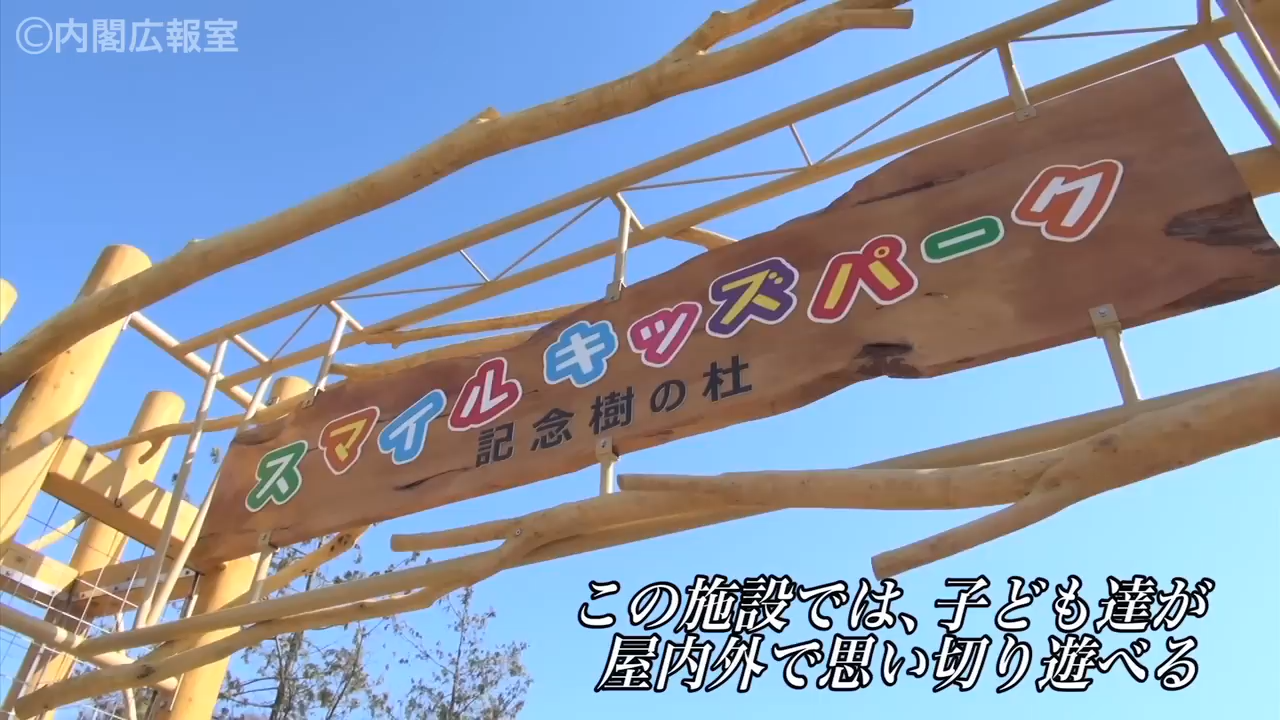 ©内閣広報室
スマイルキッズパーク
記念樹の杜
この施設では、子ども達が
屋内外で思い切り遊べる